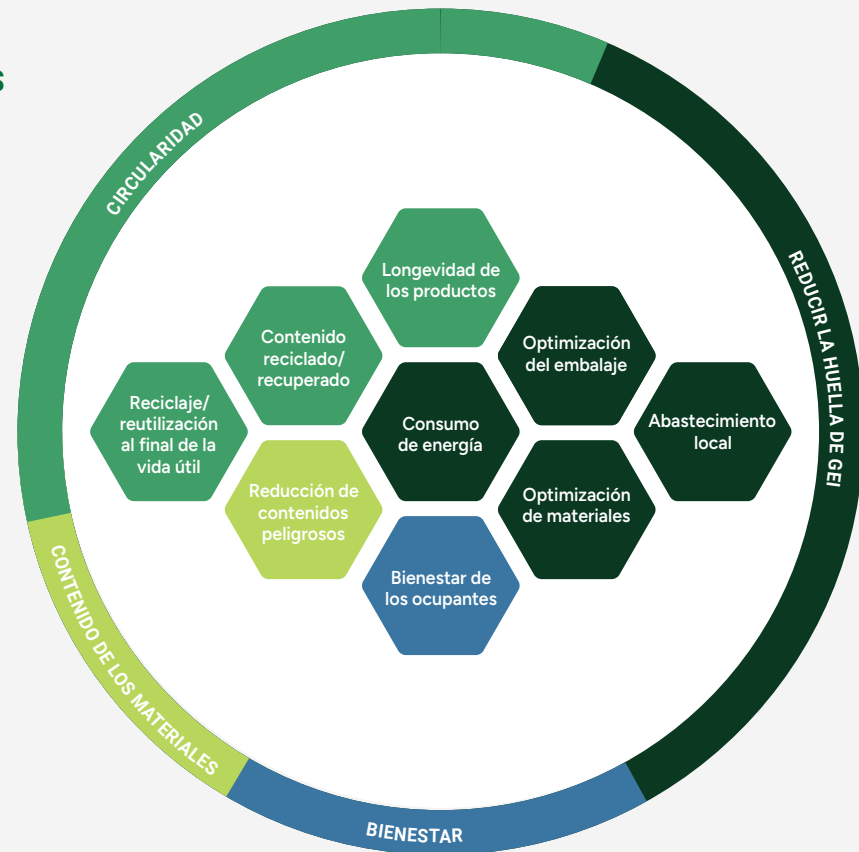 S
CIRCULARIDAD
REDUCIR LA HUELLA DE GEI
Longevidad de
los productos
Contenido
reciclado/
recuperado
Optimización
del embalaje
Reciclaje/
reutilización
al final de la
vida útil
Consumo
de energía
Abastecimiento
local
Reducción de
contenidos
peligrosos
Optimización
de materiales
Bienestar de
los ocupantes
CONTENIDO DE LOS MATERIALES
BIENESTAR